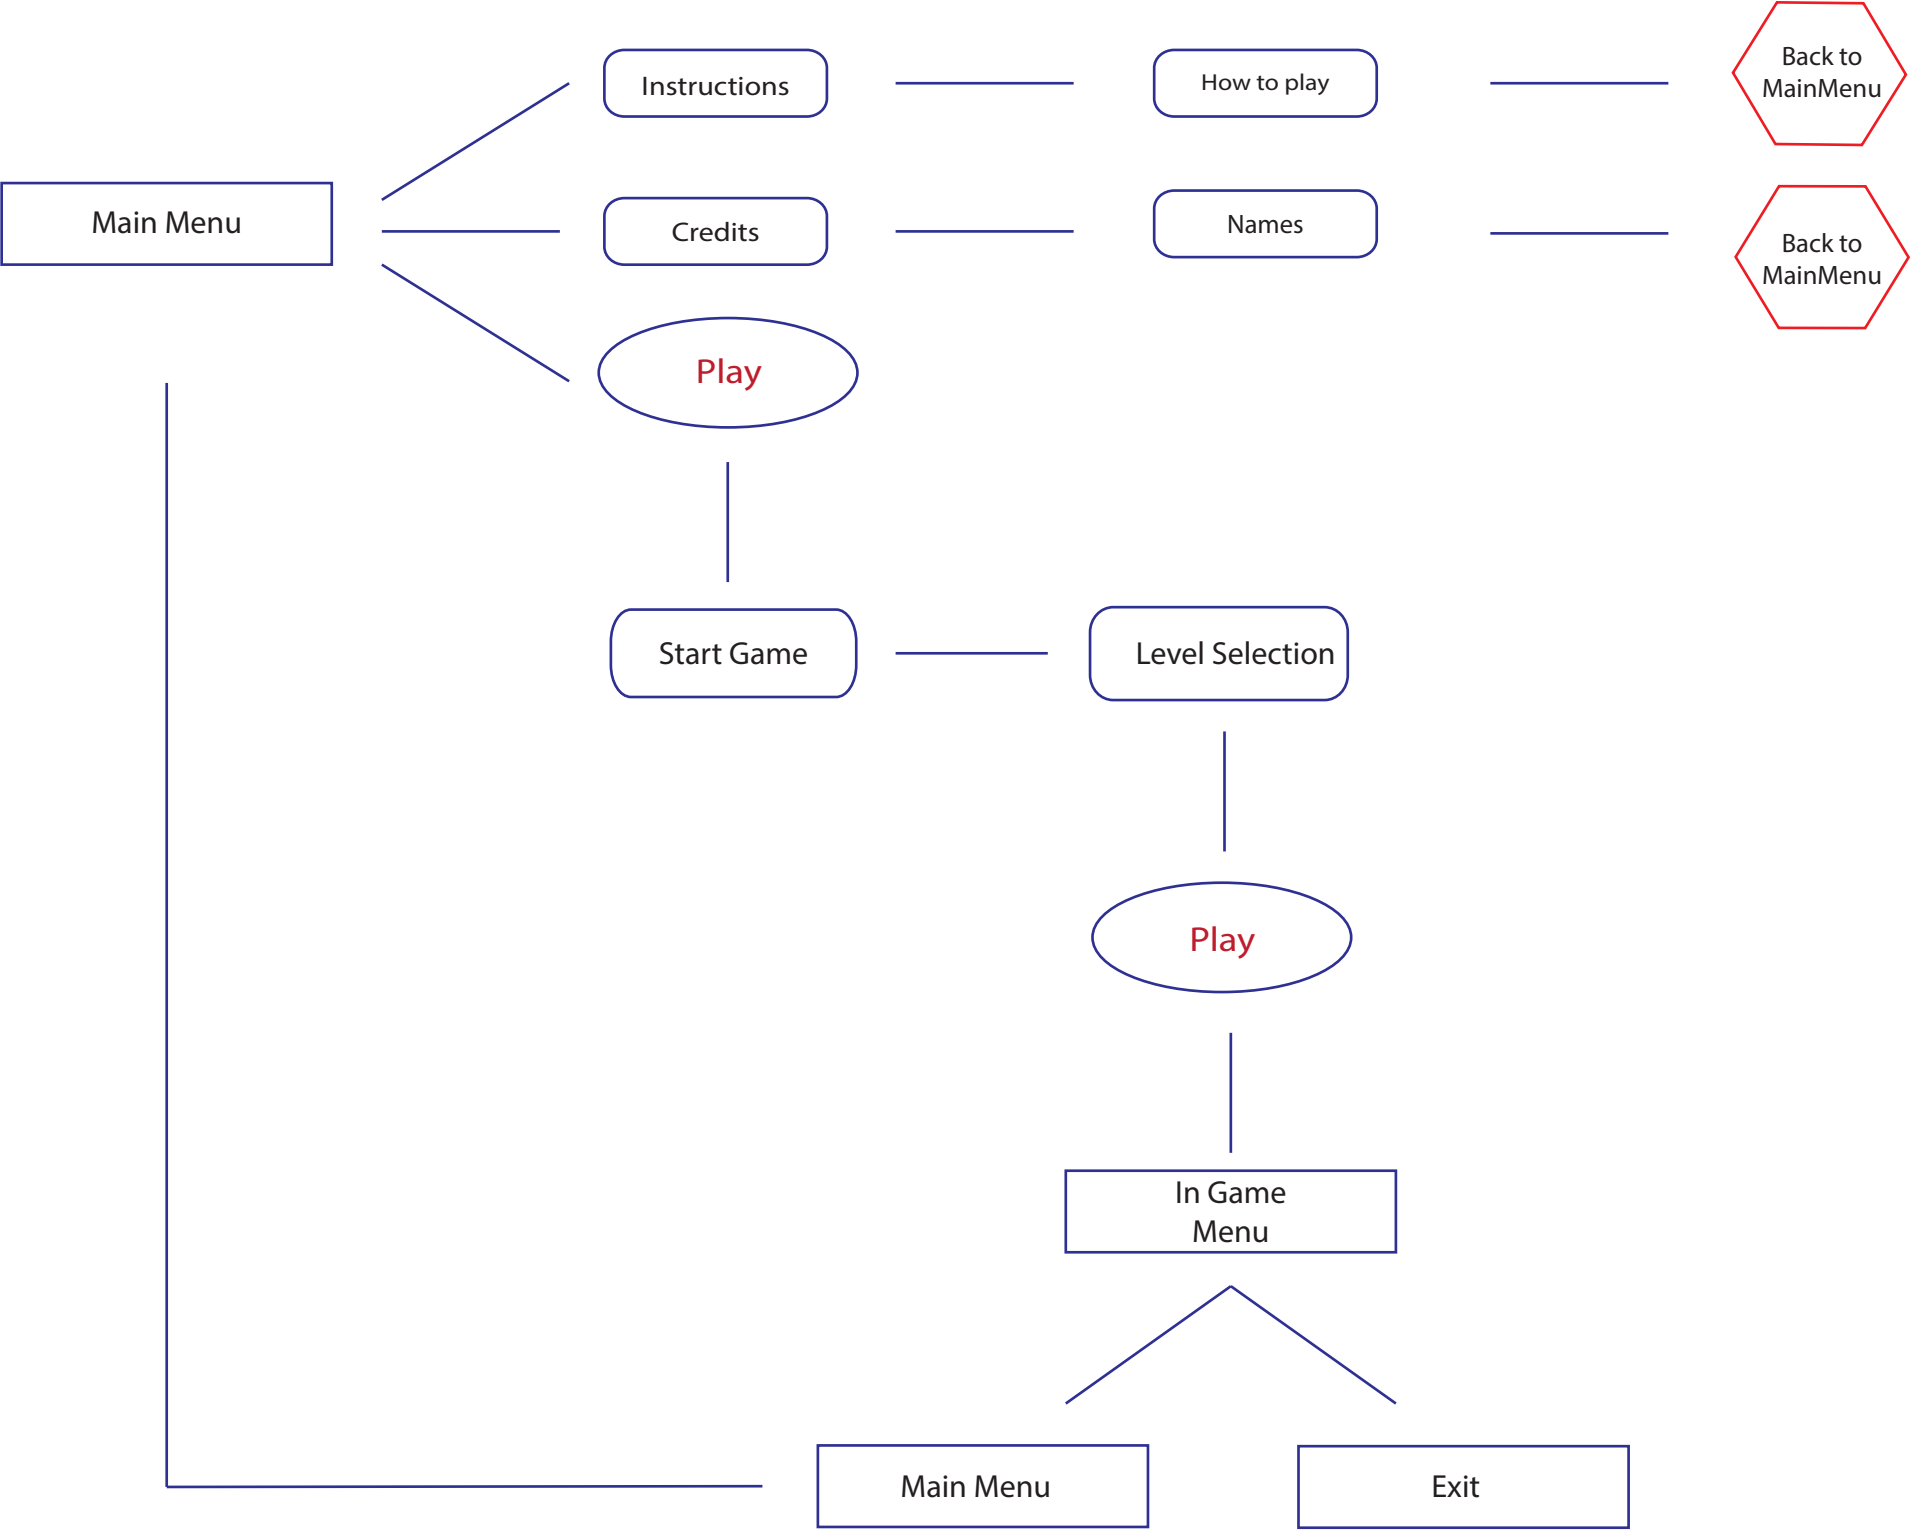 Instructions
How to play
Back to
MainMenu
Main Menu
Credits
Names
Back to
MainMenu
Play
Start Game
Level Selection
Play
In Game
Menu
Main Menu
Exit